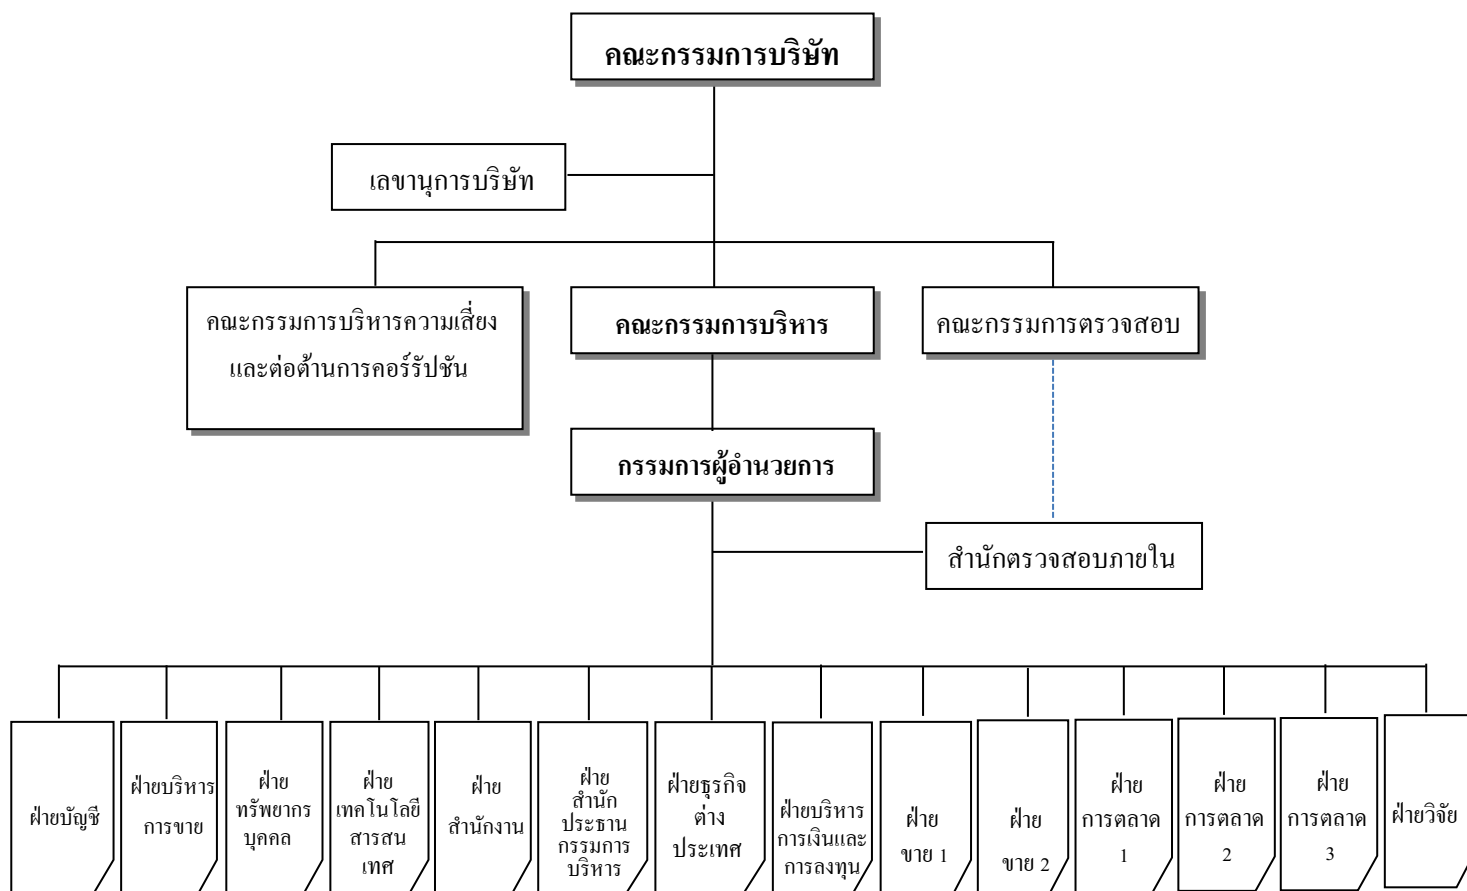 คณะกรรมการบริษัท
เลขานุการบริษัท
คณะกรรมการบริหารความเสี่ยง
และต่อต้านการคอร์รัปชัน
คณะกรรมการบริหาร
คณะกรรมการตรวจสอบ
กรรมการผู้อำนวยการ
สำนักตรวจสอบภายใน
ฝ่ายบัญชี
ฝ่ายบริหาร
การขาย
ฝ่าย
ทรัพยากร
บุคคล
ฝ่าย
เทคโนโลยี
สารสน
เทศ
ฝ่าย
สำนักงาน
ฝ่าย
สำนัก
ประธาน
กรรมการ
บริหาร
ฝ่ายธุรกิจ
ต่าง
ประเทศ
ฝ่ายบริหาร
การเงินและ
การลงทุน
ฝ่าย
ขาย 1
ฝ่าย
ขาย 2
ฝ่าย
การตลาด
1
ฝ่าย
การตลาด
2
ฝ่าย
การตลาด
3
ฝ่ายวิจัย